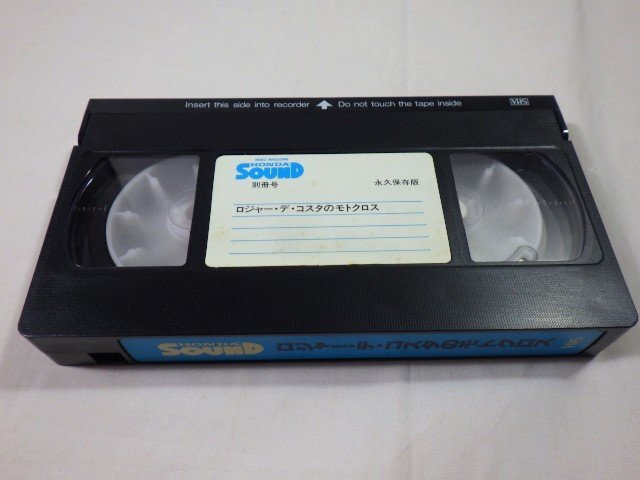 Insert this side into recorder ⇧ Do not touch the tape inside VHS
VIDEO MAGAZINE
HONDA
SOUND
別冊号 永久保存版
ロジャー・デ・コスタのモトクロス
HONDA
SOUND ロジャー・デ・コスタのモトクロス